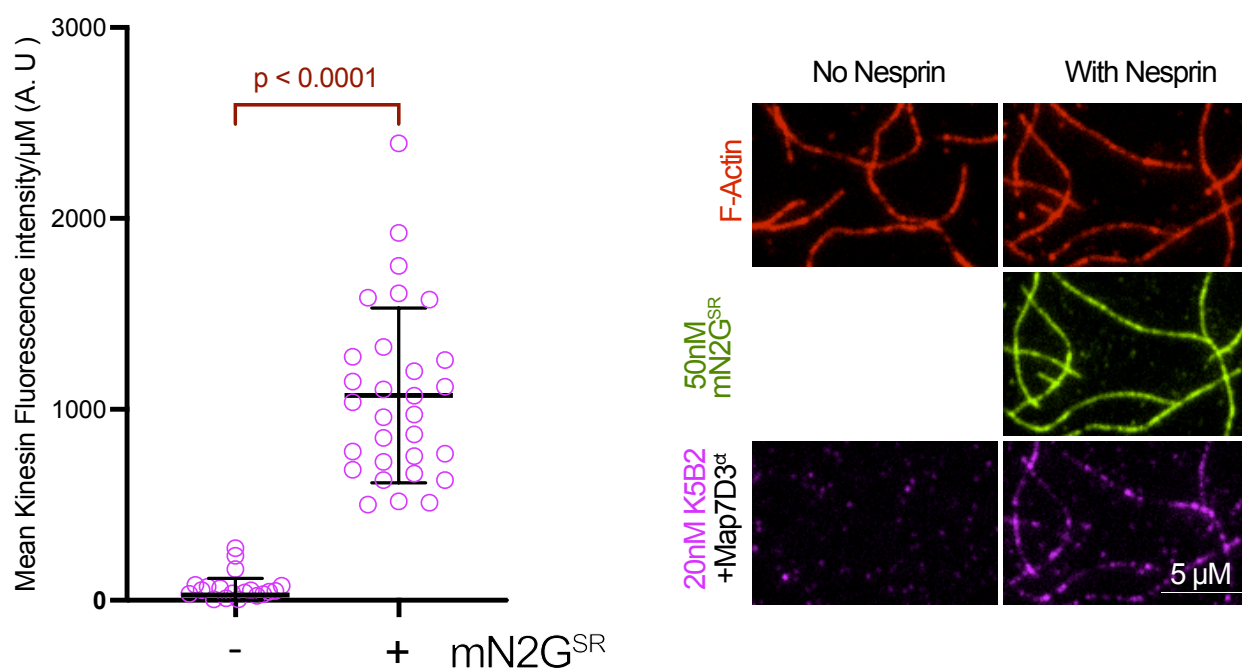 Mean Kinesin Fluorescence intensity/µM (A. U )
3000
2000
1000
0
p < 0.0001
-
+
mN2G^SR
No Nesprin
With Nesprin
F-Actin
50nM
mN2G^SR
20nM K5B2
+Map7D3^ct
5 µM